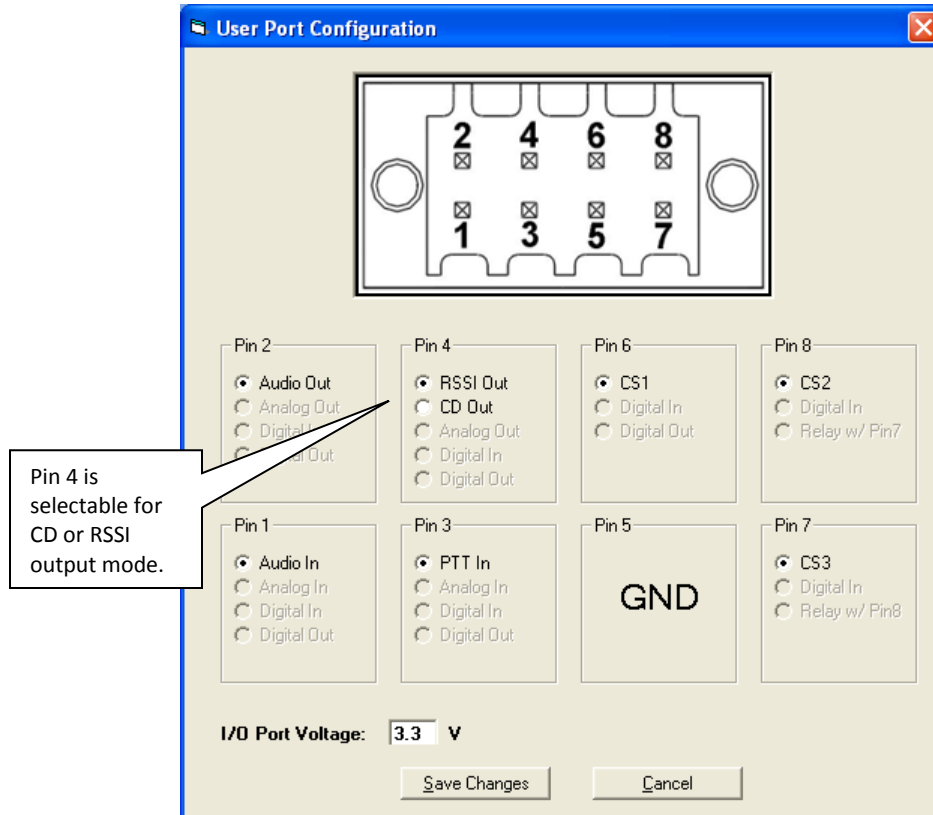 User Port Configuration
2 4 6 8
1 3 5 7
Pin 2
Audio Out
Analog Out
Digital
Out
Pin 4
RSSI Out
CD Out
Analog Out
Digital In
Digital Out
Pin 6
CS1
Digital In
Digital Out
Pin 8
CS2
Digital In
Relay w/ Pin7
Pin 4 is
selectable for
CD or RSSI
output mode.
Pin 1
Audio In
Analog In
Digital In
Digital Out
Pin 3
PTT In
Analog In
Digital In
Digital Out
Pin 5
GND
Pin 7
CS3
Digital In
Relay w/ Pin8
I/O Port Voltage: 3.3 V
Save Changes Cancel